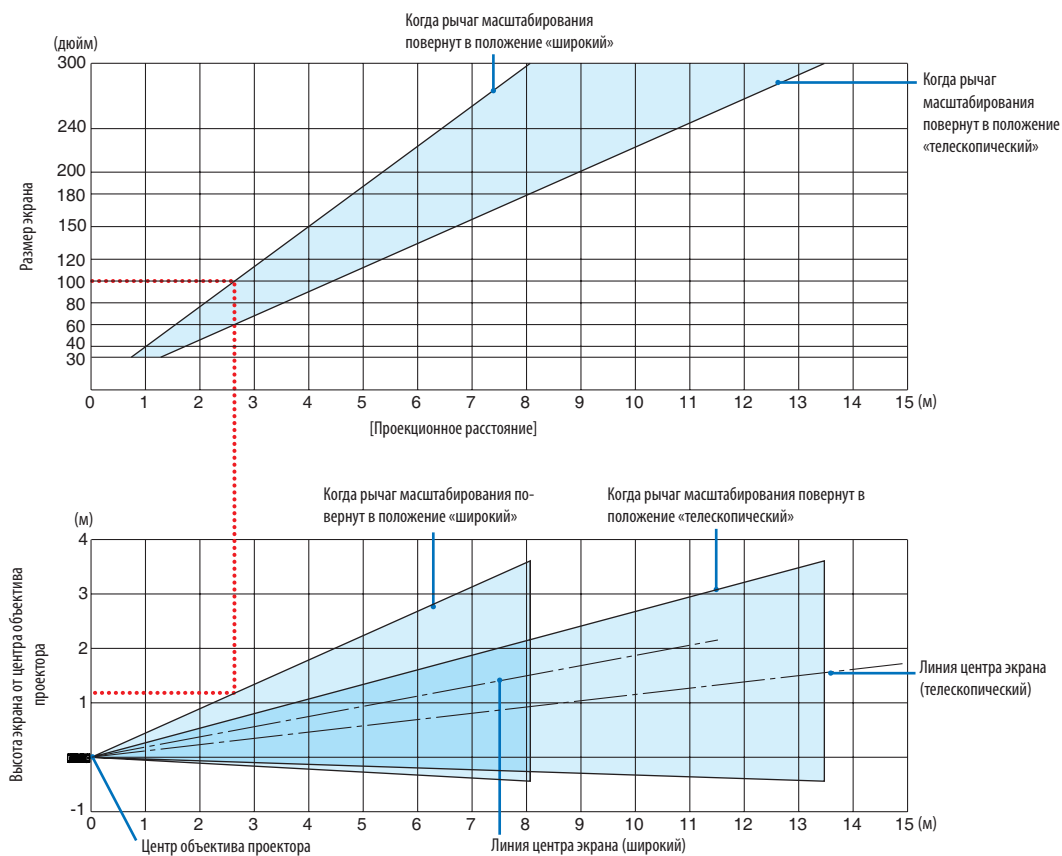 Когда рычаг масштабирования
повернут в положение «широкий»
(дюйм)
300
240
200
180
150
120
100
80
60
40
30
Размер экрана
Когда рычаг
масштабирования
повернут в положение
«телескопический»
0 1 2 3 4 5 6 7 8 9 10 11 12 13 14 15 (м)
[Проекционное расстояние]
Когда рычаг масштабирования по-
вернут в положение «широкий»
Когда рычаг масштабирования повернут в
положение «телескопический»
(м)
4
3
2
1
0
-1
Высота экрана от центра объектива
проектора
Линия центра экрана
(телескопический)
0 1 2 3 4 5 6 7 8 9 10 11 12 13 14 15 (м)
Центр объектива проектора
Линия центра экрана (широкий)